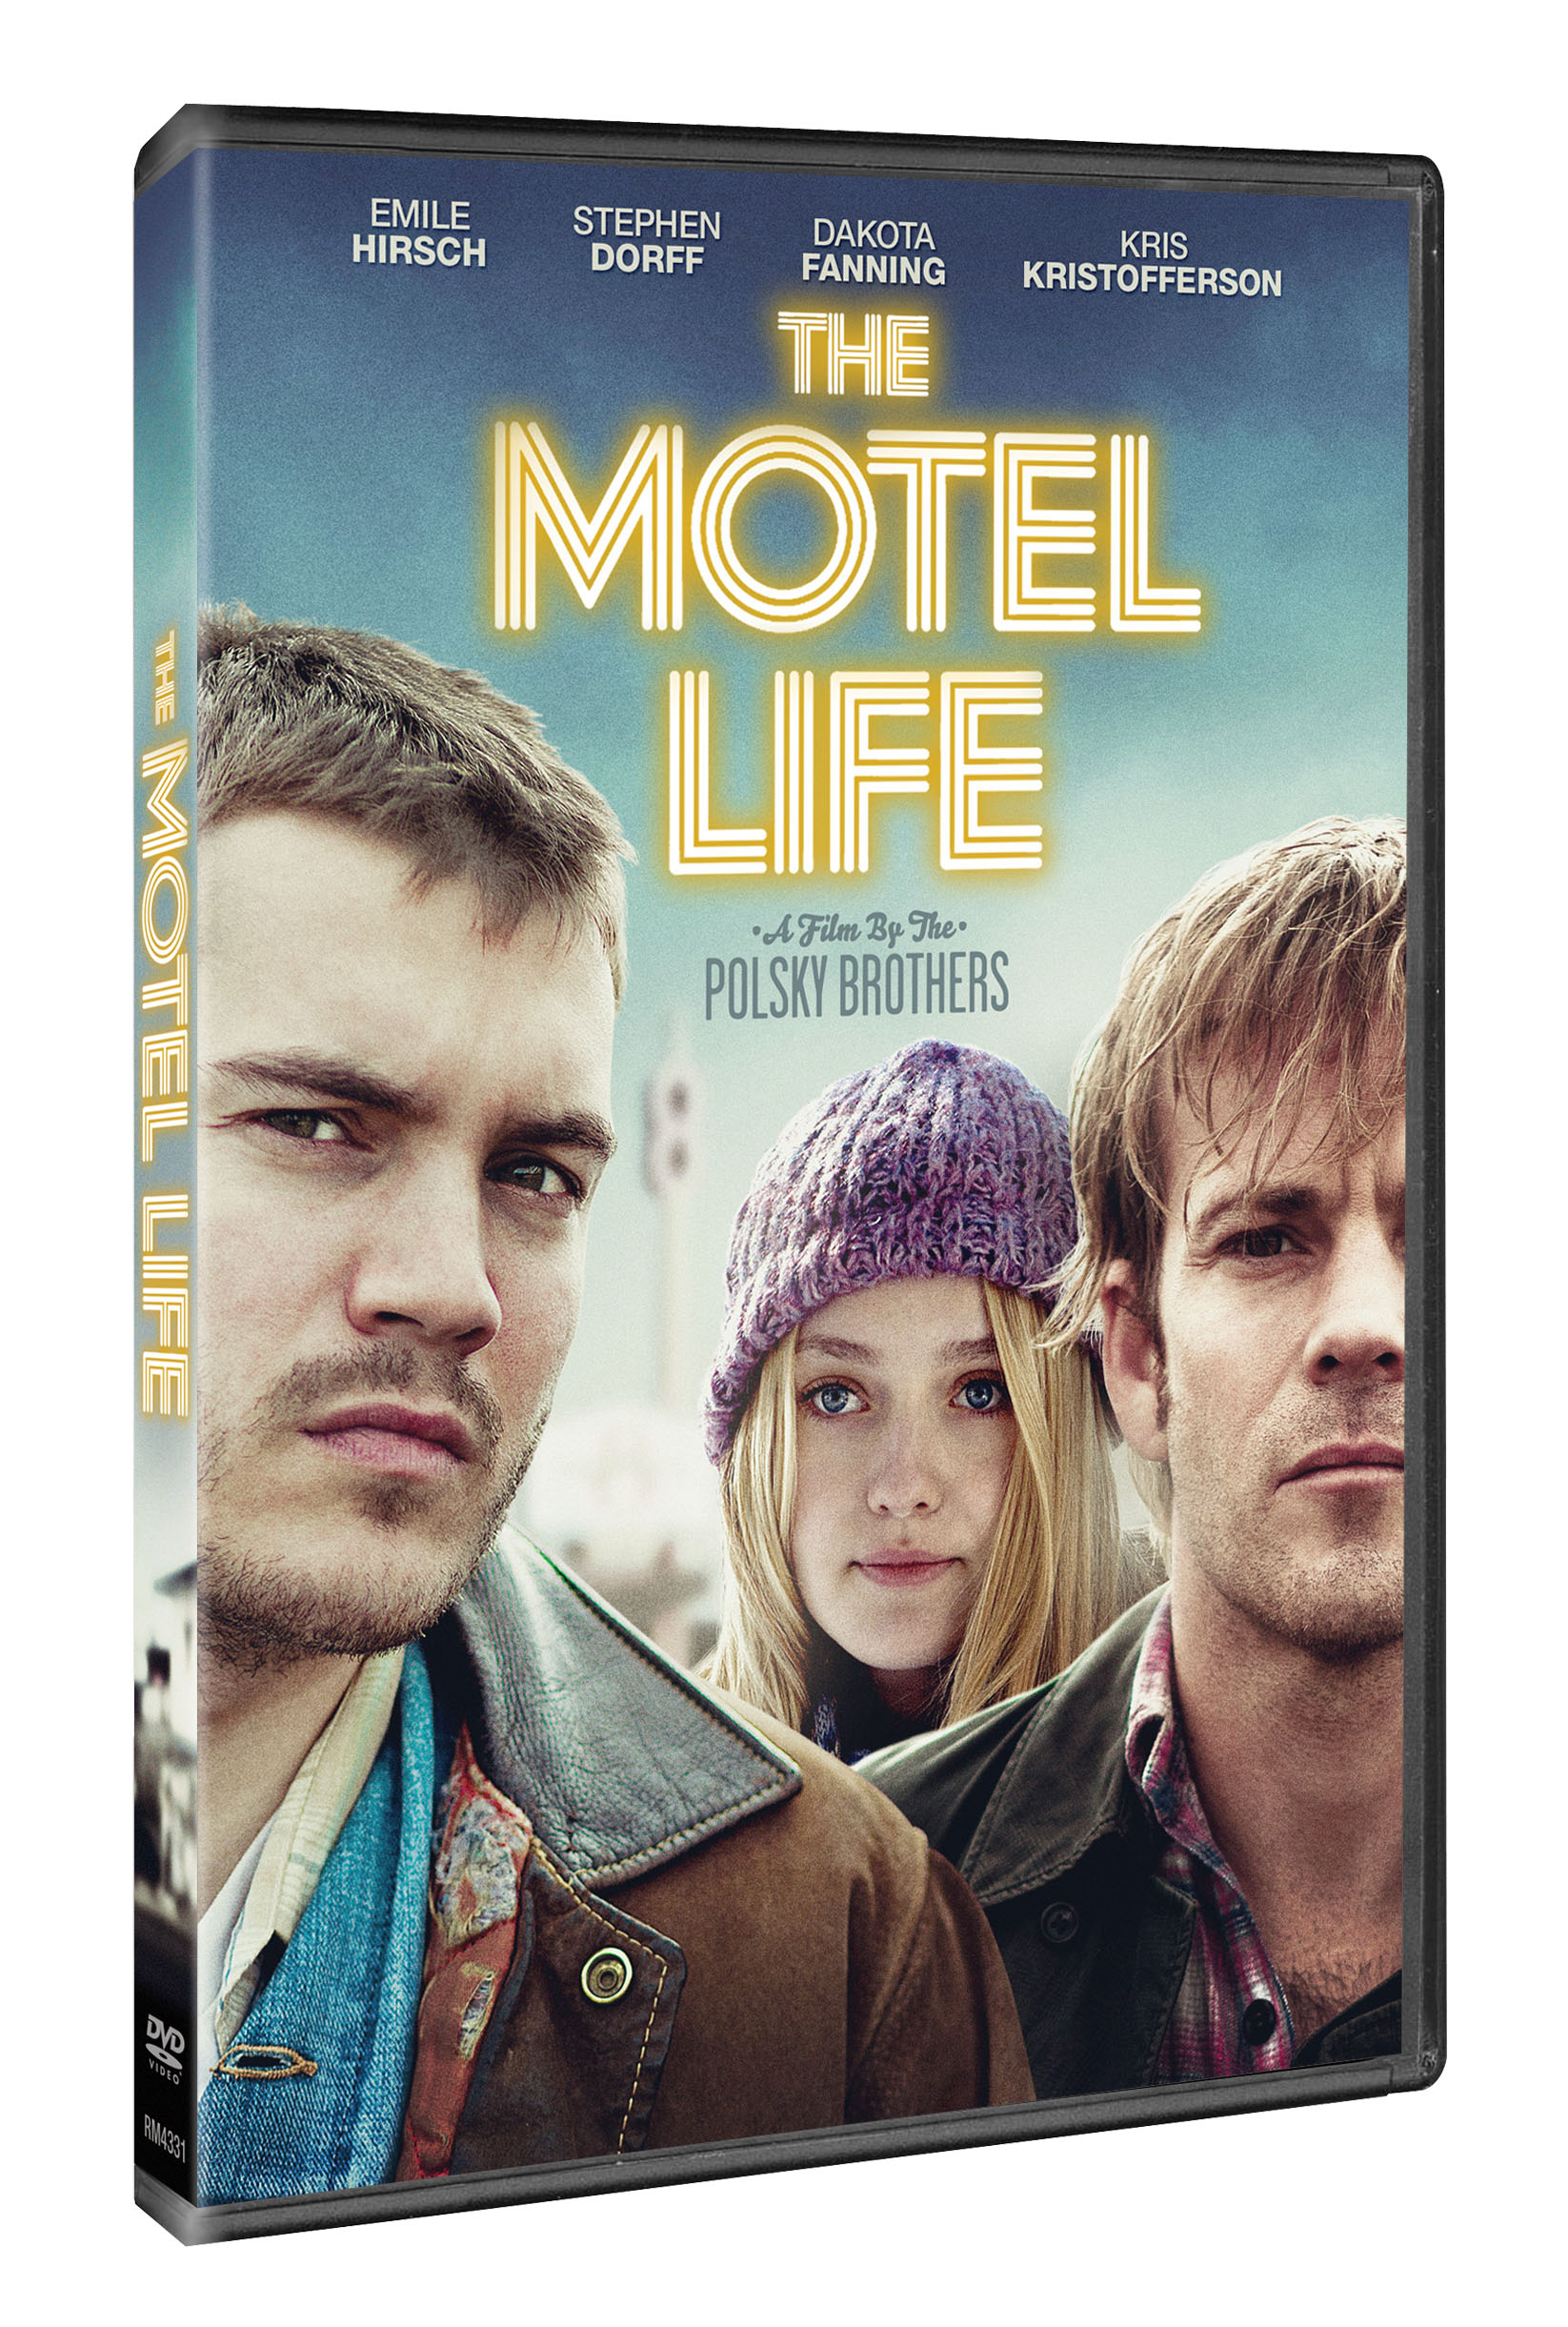 EMILE
HIRSCH
STEPHEN
DORFF
DAKOTA
FANNING
KRIS
KRISTOFFERSON
THE
MOTEL
LIFE
• A Film By The •
POLSKY BROTHERS
THE MOTEL LIFE
DVD
VIDEO
RM4331